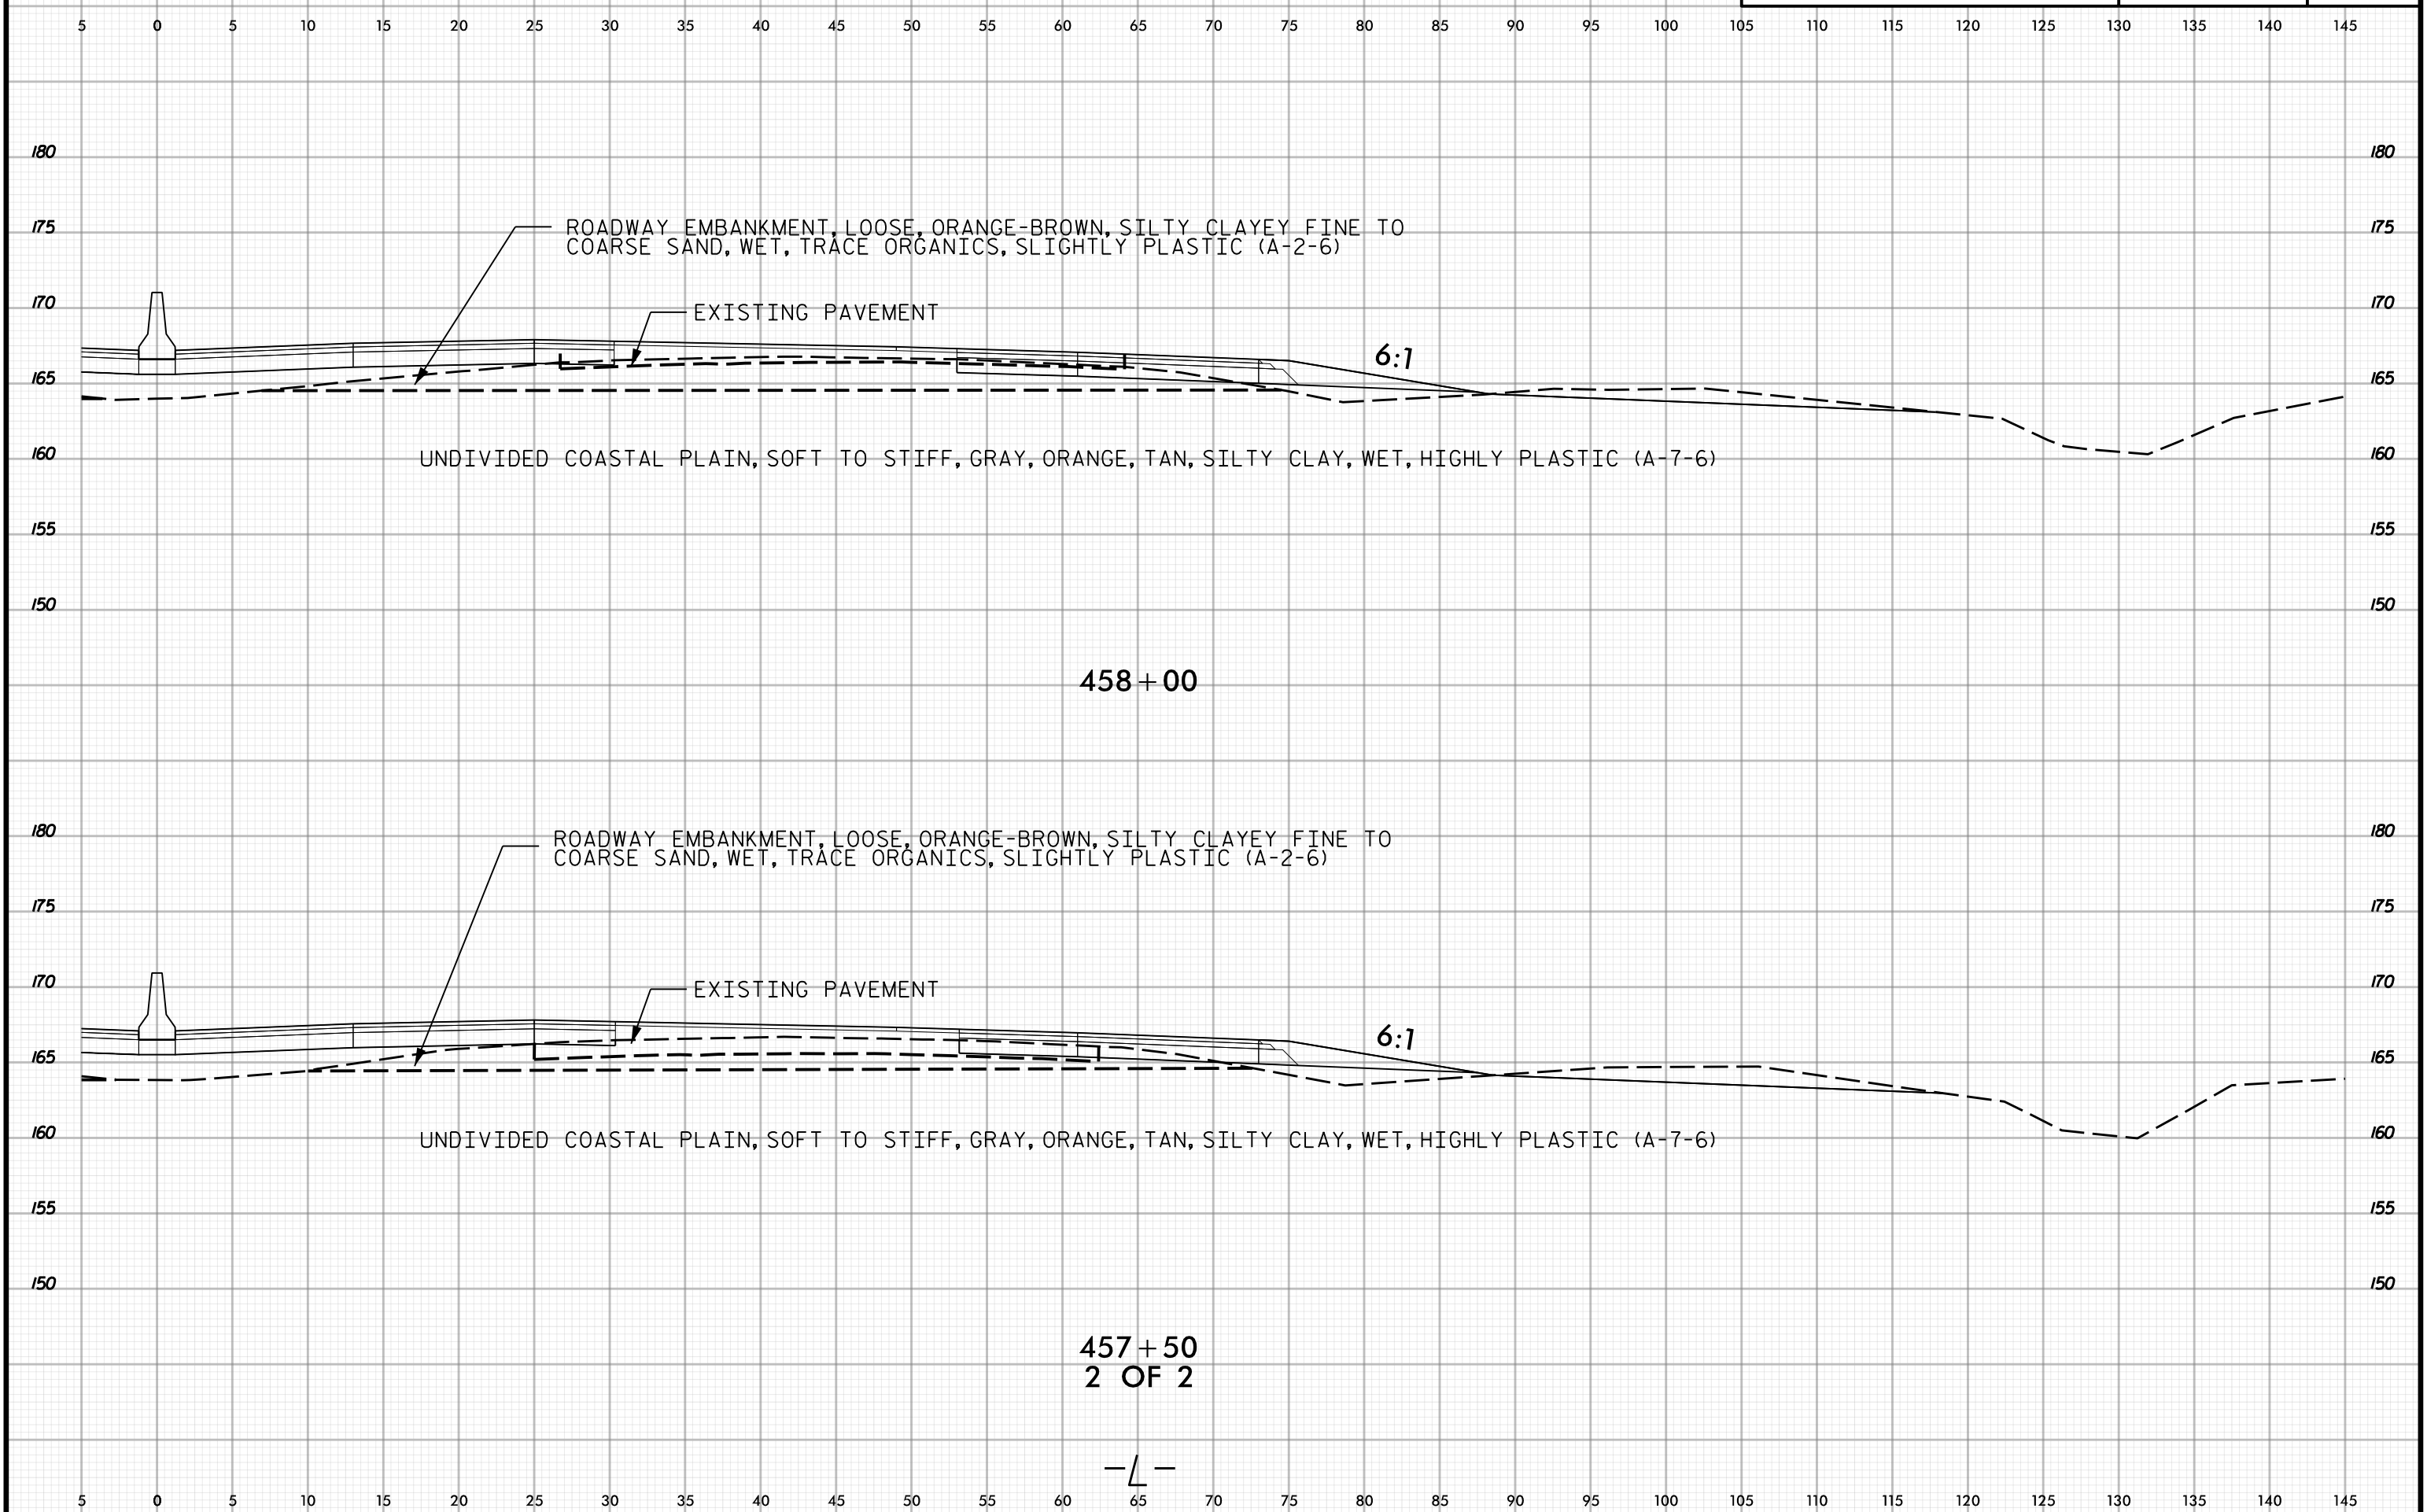 5 0 5 10 15 20 25 30 35 40 45 50 55 60 65 70 75 80 85 90 95 100 105 110 115 120 125 130 135 140 145
180 180
ROADWAY EMBANKMENT, LOOSE, ORANGE-BROWN, SILTY CLAYEY FINE TO
175 175
COARSE SAND, WET, TRACE ORGANICS, SLIGHTLY PLASTIC (A-2-6)
170 170
EXISTING PAVEMENT
6:1
165 165
160 160
UNDIVIDED COASTAL PLAIN, SOFT TO STIFF, GRAY, ORANGE, TAN, SILTY CLAY, WET, HIGHLY PLASTIC (A-7-6)
155 155
150 150
458+00
180 180
ROADWAY EMBANKMENT, LOOSE, ORANGE-BROWN, SILTY CLAYEY FINE TO
COARSE SAND, WET, TRACE ORGANICS, SLIGHTLY PLASTIC (A-2-6)
175 175
170 170
EXISTING PAVEMENT
6:1
165 165
160 160
UNDIVIDED COASTAL PLAIN, SOFT TO STIFF, GRAY, ORANGE, TAN, SILTY CLAY, WET, HIGHLY PLASTIC (A-7-6)
155 155
150 150
457+50
2 OF 2
-L-
5 0 5 10 15 20 25 30 35 40 45 50 55 60 65 70 75 80 85 90 95 100 105 110 115 120 125 130 135 140 145